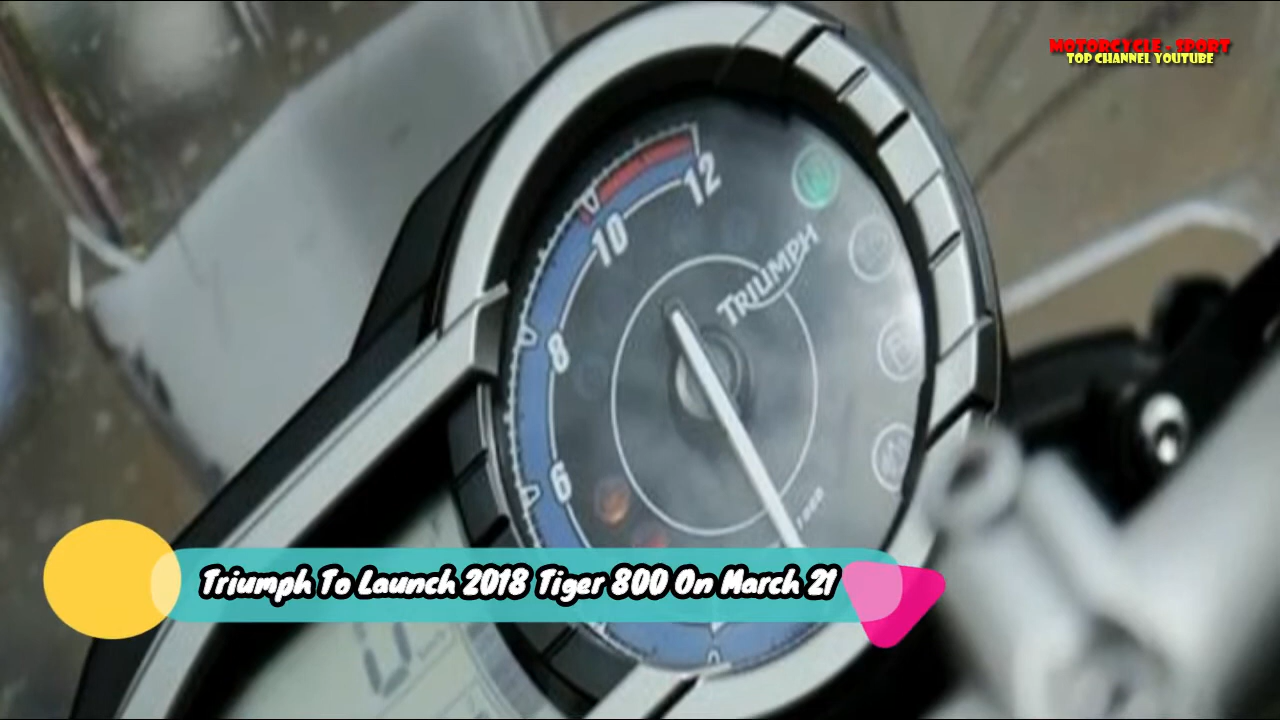 MOTORCYCLE - SPORT
TOP CHANNEL YOUTUBE
12
10
TRIUMPH
8
6
Triumph To Launch 2018 Tiger 800 On March 21
0